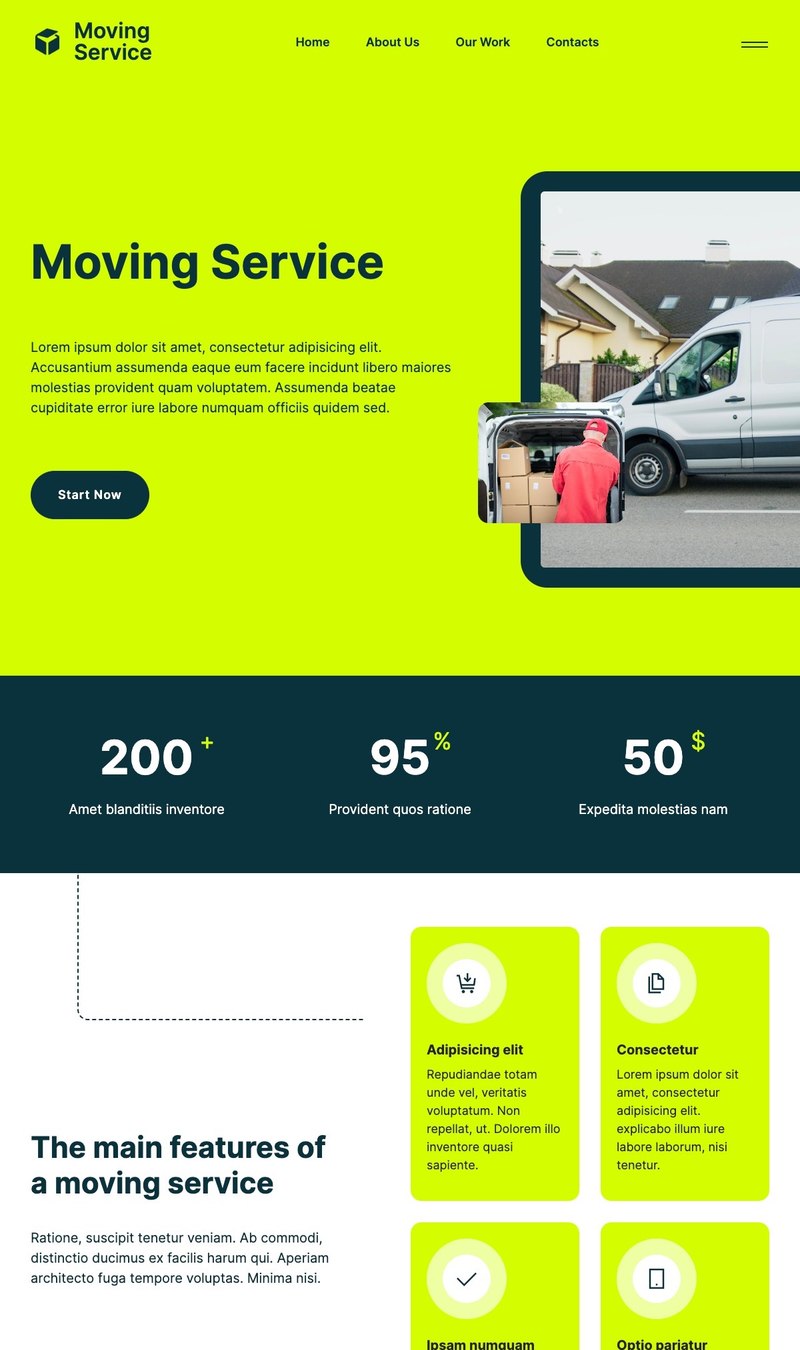 Moving
Service
Home
About Us
Our Work
Contacts
Moving Service
Lorem ipsum dolor sit amet, consectetur adipisicing elit.
Accusantium assumenda eaque eum facere incidunt libero maiores
molestias provident quam voluptatem. Assumenda beatae
cupiditate error iure labore numquam officiis quidem sed.
Start Now
200 +
95 %
50 $
Amet blanditiis inventore
Provident quos ratione
Expedita molestias nam
The main features of
a moving service
Ratione, suscipit tenetur veniam. Ab commodi,
distinctio ducimus ex facilis harum qui. Aperiam
architecto fuga tempore voluptas. Minima nisi.
Adipisicing elit
Repudiandae totam
unde vel, veritatis
voluptatum. Non
repellat, ut. Dolorem illo
inventore quasi
sapiente.
Consectetur
Lorem ipsum dolor sit
amet, consectetur
adipisicing elit.
explicabo illum iure
labore laborum, nisi
tenetur.
Ipsam numquam
Optio pariatur